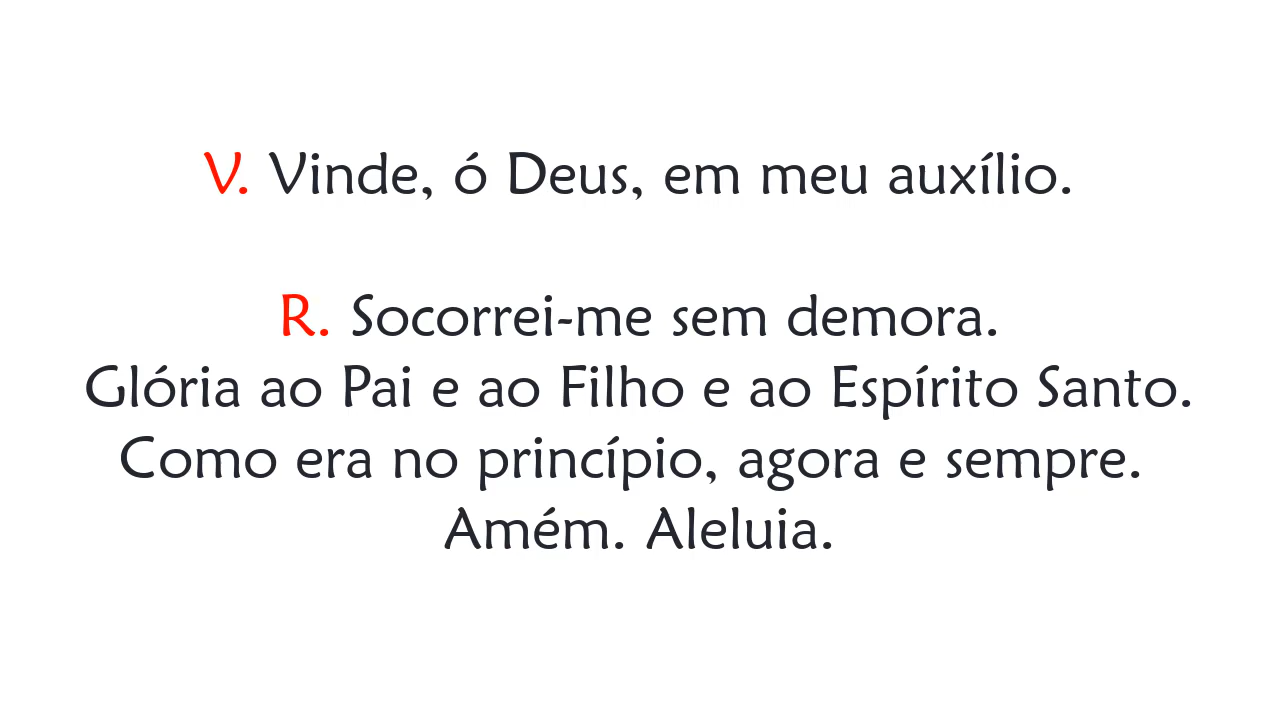 V. Vinde, ó Deus, em meu auxílio.
R. Socorrei-me sem demora.
Glória ao Pai e ao Filho e ao Espírito Santo.
Como era no princípio, agora e sempre.
Amém. Aleluia.